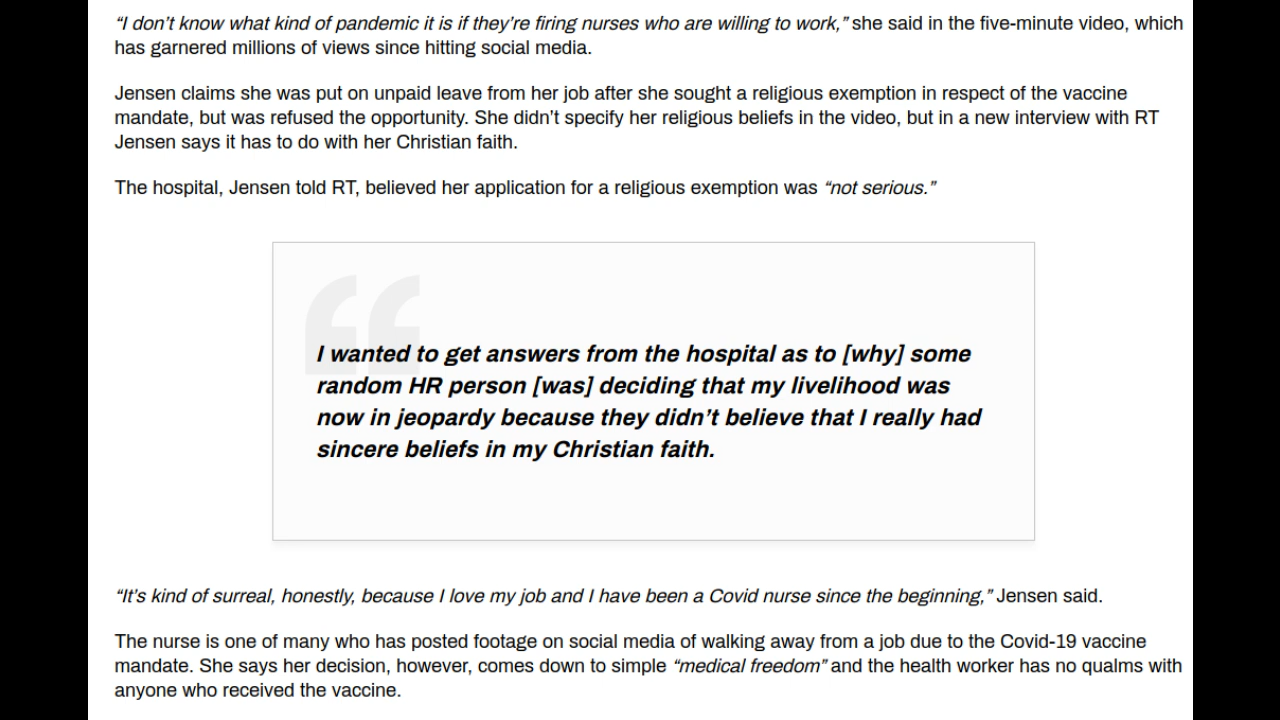 “I don’t know what kind of pandemic it is if they’re firing nurses who are willing to work,” she said in the five-minute video, which
has garnered millions of views since hitting social media.
Jensen claims she was put on unpaid leave from her job after she sought a religious exemption in respect of the vaccine
mandate, but was refused the opportunity. She didn’t specify her religious beliefs in the video, but in a new interview with RT
Jensen says it has to do with her Christian faith.
The hospital, Jensen told RT, believed her application for a religious exemption was “not serious.”
I wanted to get answers from the hospital as to [why] some
random HR person [was] deciding that my livelihood was
now in jeopardy because they didn’t believe that I really had
sincere beliefs in my Christian faith.
“It’s kind of surreal, honestly, because I love my job and I have been a Covid nurse since the beginning,” Jensen said.
The nurse is one of many who has posted footage on social media of walking away from a job due to the Covid-19 vaccine
mandate. She says her decision, however, comes down to simple “medical freedom” and the health worker has no qualms with
anyone who received the vaccine.